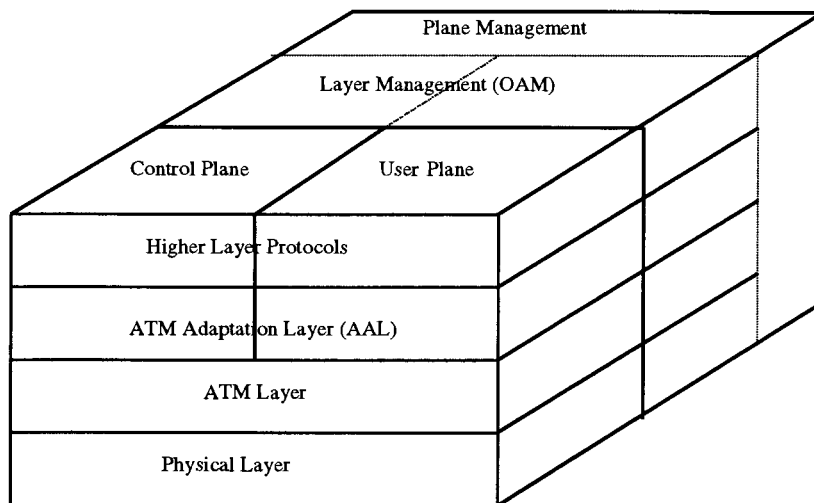 Plane Management
Layer Management (OAM)
Control Plane
User Plane
Higher Layer Protocols
ATM Adaptation Layer (AAL)
ATM Layer
Physical Layer